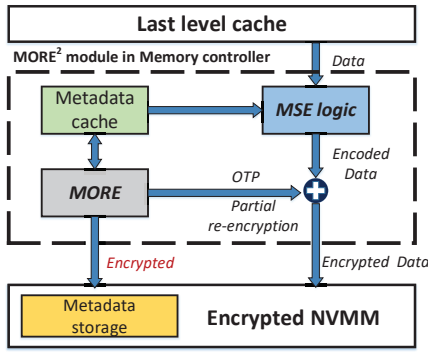 Last level cache
MORE² module in Memory controller
Data
Metadata
cache
MSE logic
Encoded
Data
MORE
OTP
Partial
re-encryption
Encrypted
Encrypted Data
Metadata
storage
Encrypted NVMM